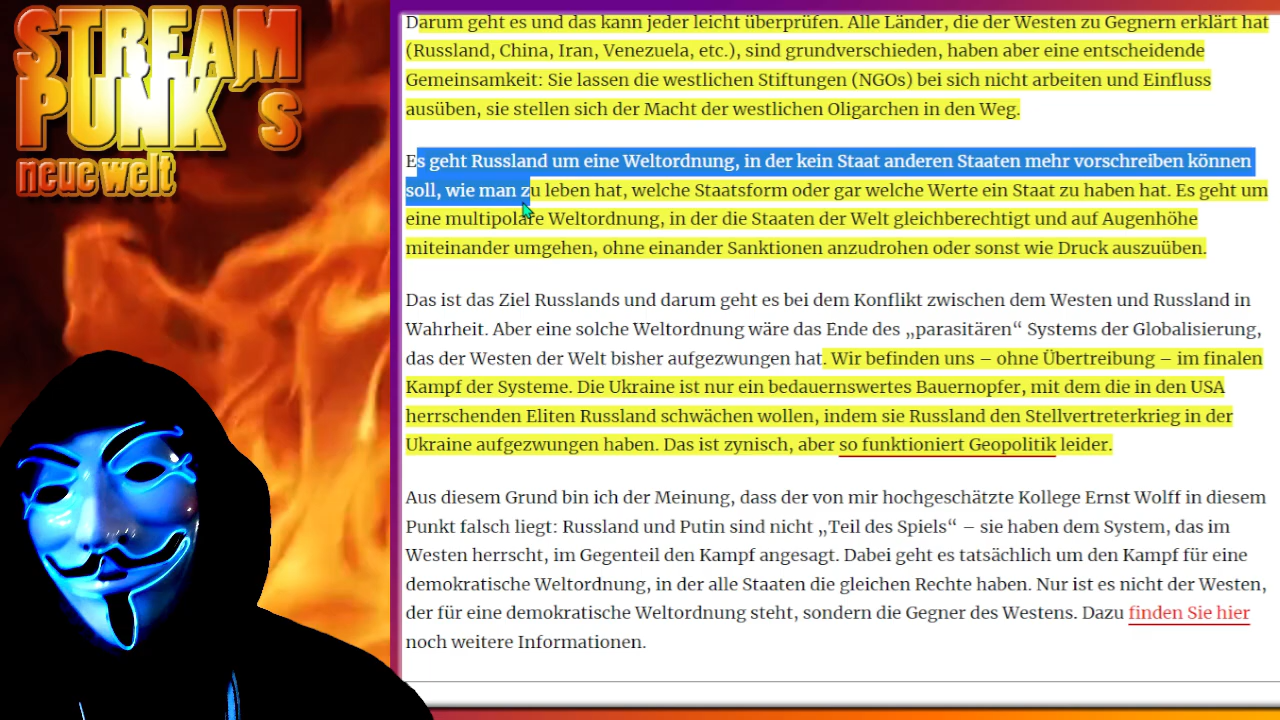 STREAM
PUNK´S
neue welt
Darum geht es und das kann jeder leicht überprüfen. Alle Länder, die der Westen zu Gegnern erklärt hat
(Russland, China, Iran, Venezuela, etc.), sind grundverschieden, haben aber eine entscheidende
Gemeinsamkeit: Sie lassen die westlichen Stiftungen (NGOs) bei sich nicht arbeiten und Einfluss
ausüben, sie stellen sich der Macht der westlichen Oligarchen in den Weg.
Es geht Russland um eine Weltordnung, in der kein Staat anderen Staaten mehr vorschreiben können
soll, wie man zu leben hat, welche Staatsform oder gar welche Werte ein Staat zu haben hat. Es geht um
eine multipolare Weltordnung, in der die Staaten der Welt gleichberechtigt und auf Augenhöhe
miteinander umgehen, ohne einander Sanktionen anzudrohen oder sonst wie Druck auszuüben.
Das ist das Ziel Russlands und darum geht es bei dem Konflikt zwischen dem Westen und Russland in
Wahrheit. Aber eine solche Weltordnung wäre das Ende des „parasitären“ Systems der Globalisierung,
das der Westen der Welt bisher aufgezwungen hat. Wir befinden uns – ohne Übertreibung – im finalen
Kampf der Systeme. Die Ukraine ist nur ein bedauernswertes Bauernopfer, mit dem die in den USA
herrschenden Eliten Russland schwächen wollen, indem sie Russland den Stellvertreterkrieg in der
Ukraine aufgezwungen haben. Das ist zynisch, aber so funktioniert Geopolitik leider.
Aus diesem Grund bin ich der Meinung, dass der von mir hochgeschätzte Kollege Ernst Wolff in diesem
Punkt falsch liegt: Russland und Putin sind nicht „Teil des Spiels“ – sie haben dem System, das im
Westen herrscht, im Gegenteil den Kampf angesagt. Dabei geht es tatsächlich um den Kampf für eine
demokratische Weltordnung, in der alle Staaten die gleichen Rechte haben. Nur ist es nicht der Westen,
der für eine demokratische Weltordnung steht, sondern die Gegner des Westens. Dazu finden Sie hier
noch weitere Informationen.